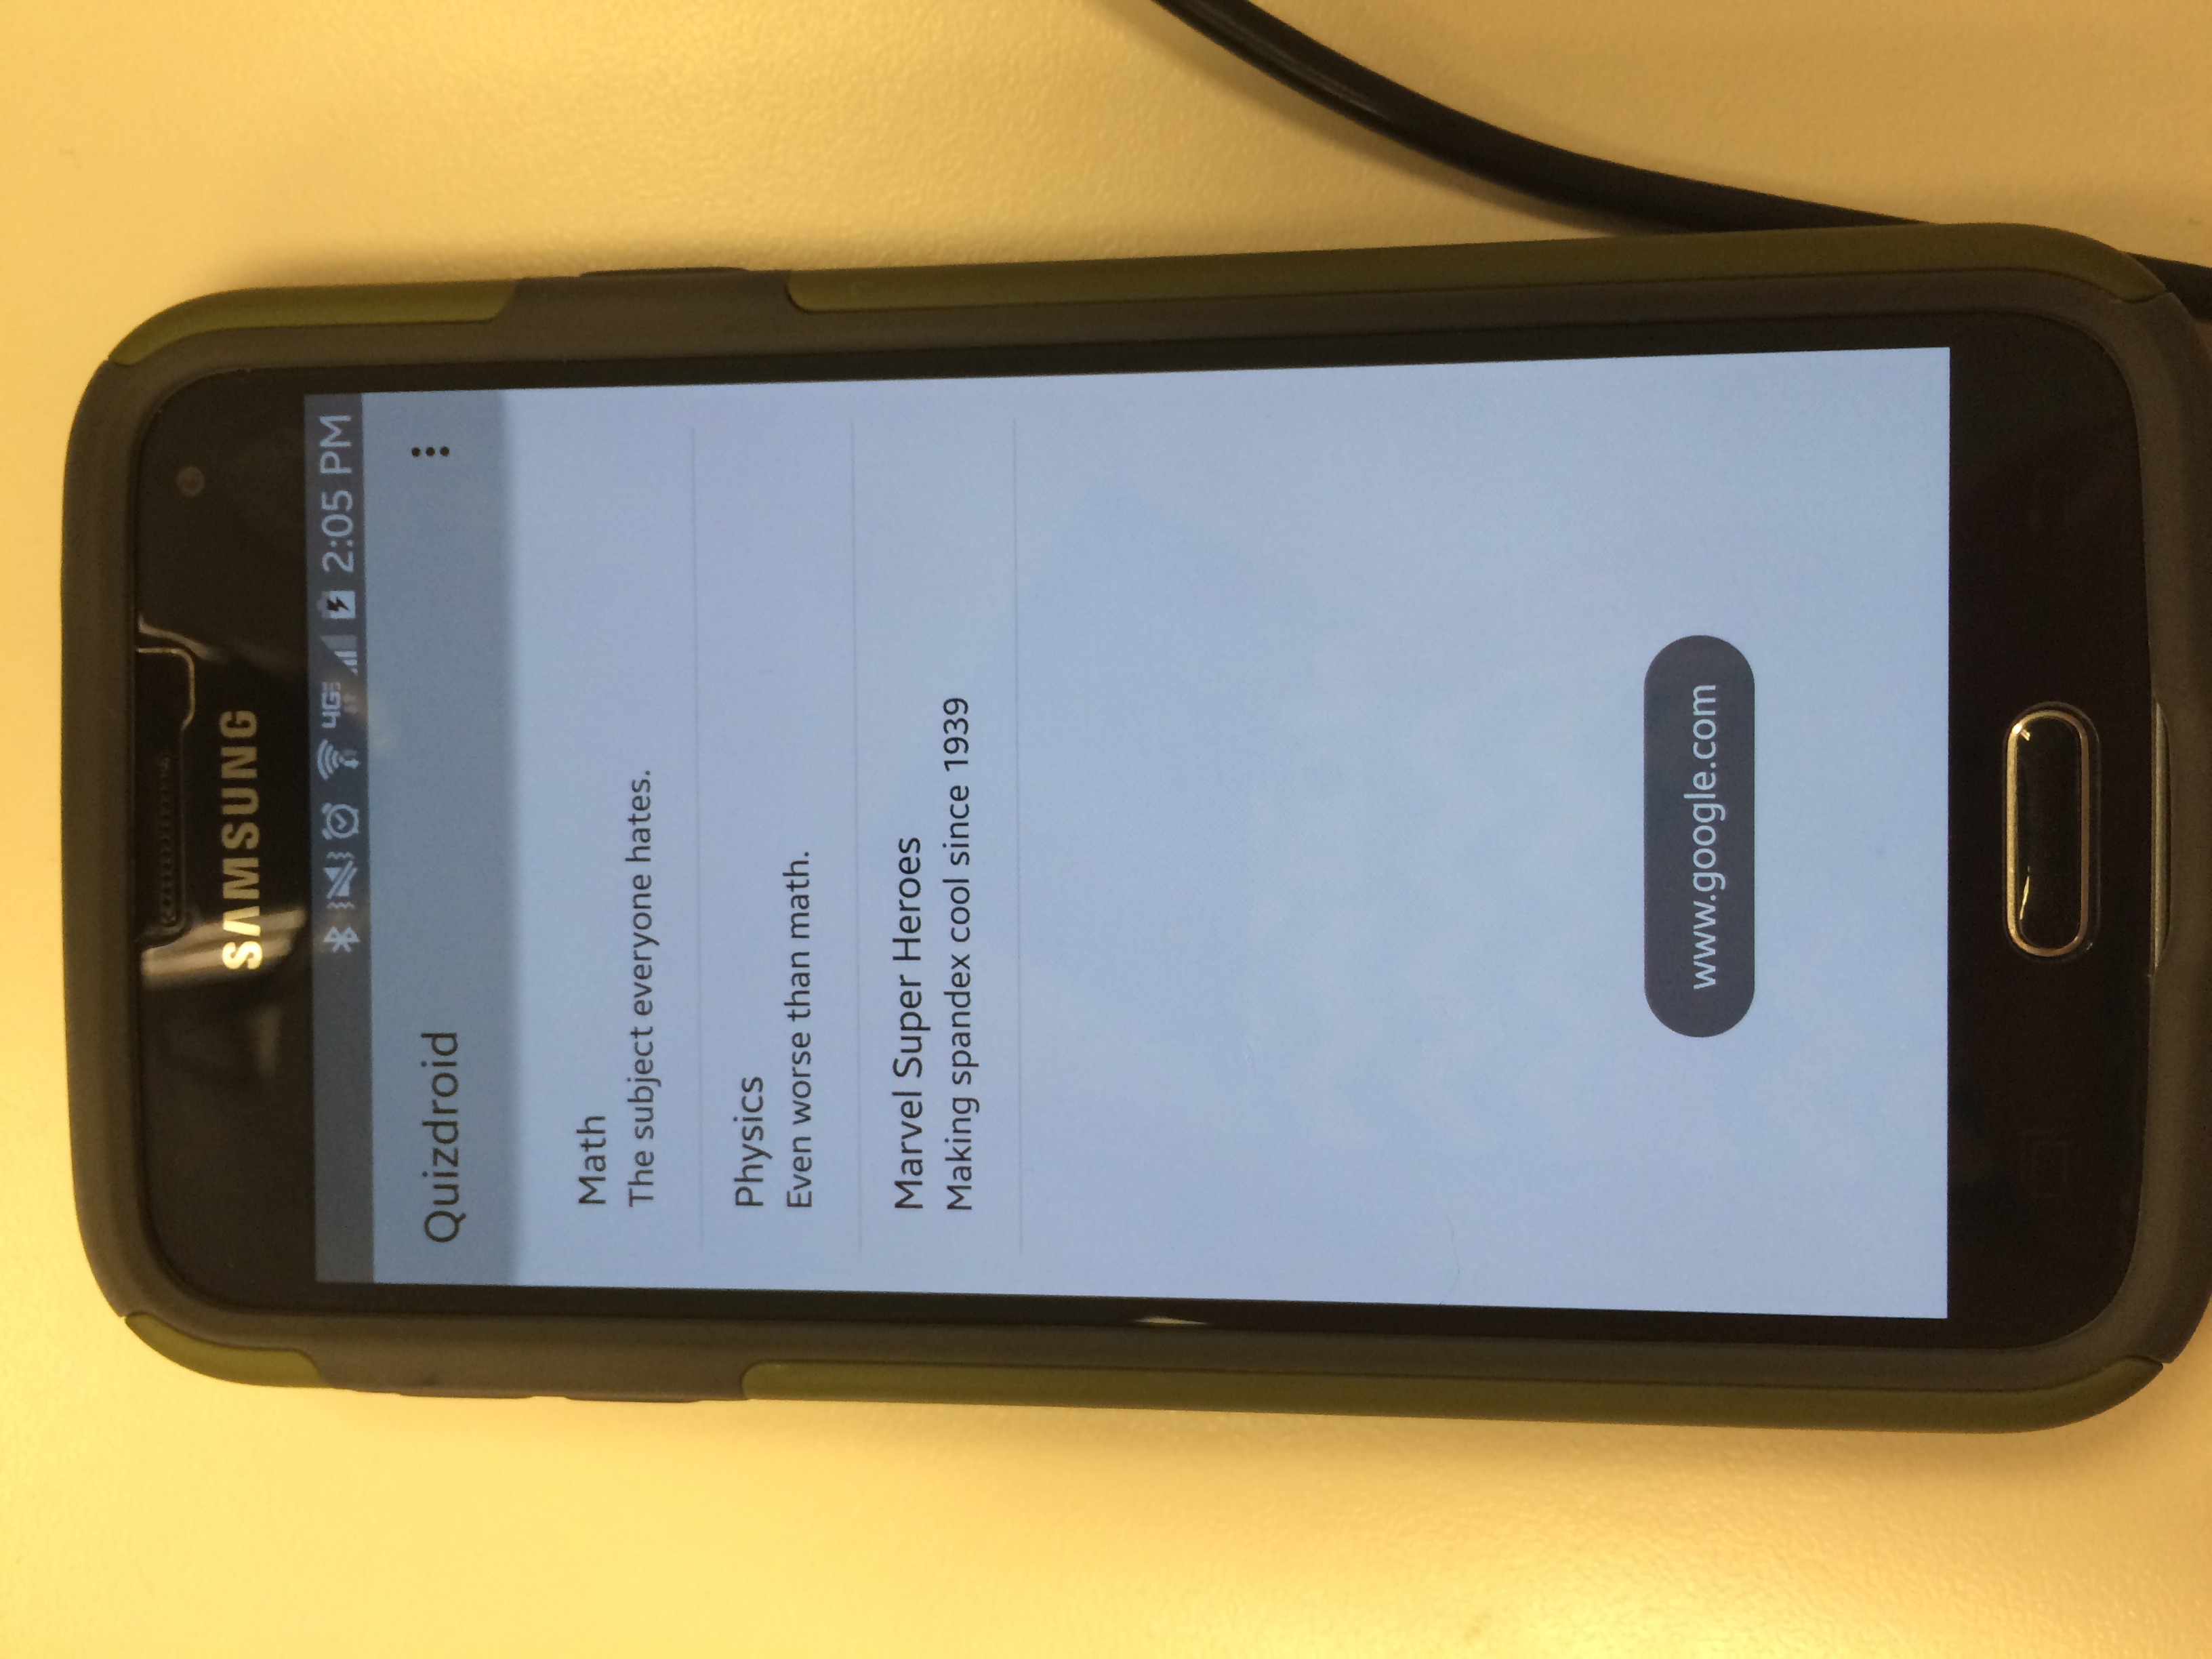 SAMSUNG
4G 2:05 PM
Quizdroid
Math
The subject everyone hates.
Physics
Even worse than math.
Marvel Super Heroes
Making spandex cool since 1939
www.google.com